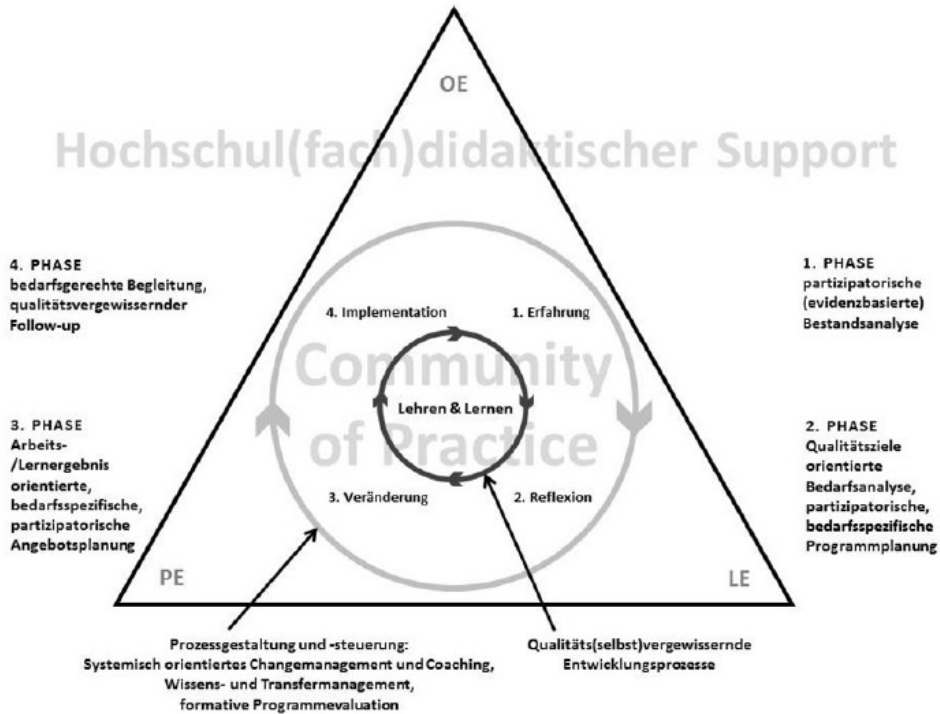 OE
Hochschul(fach)didaktischer Support
4. PHASE
bedarfsgerechte Begleitung,
qualitätsvergewissernder
Follow-up
1. PHASE
partizipatorische
(evidenzbasierte)
Bestandsanalyse
4. Implementation
1. Erfahrung
Community
of Practice
Lehren & Lernen
3. Veränderung
2. Reflexion
3. PHASE
Arbeits-
/Lernergebnis
orientierte,
bedarfsspezifische,
partizipatorische
Angebotsplanung
2. PHASE
Qualitätsziele
orientierte
Bedarfsanalyse,
partizipatorische,
bedarfsspezifische
Programmplanung
PE
LE
Prozessgestaltung und -steuerung:
Systemisch orientiertes Changemanagement und Coaching,
Wissens- und Transfermanagement,
formative Programmevaluation
Qualitäts(selbst)vergewissernde
Entwicklungsprozesse